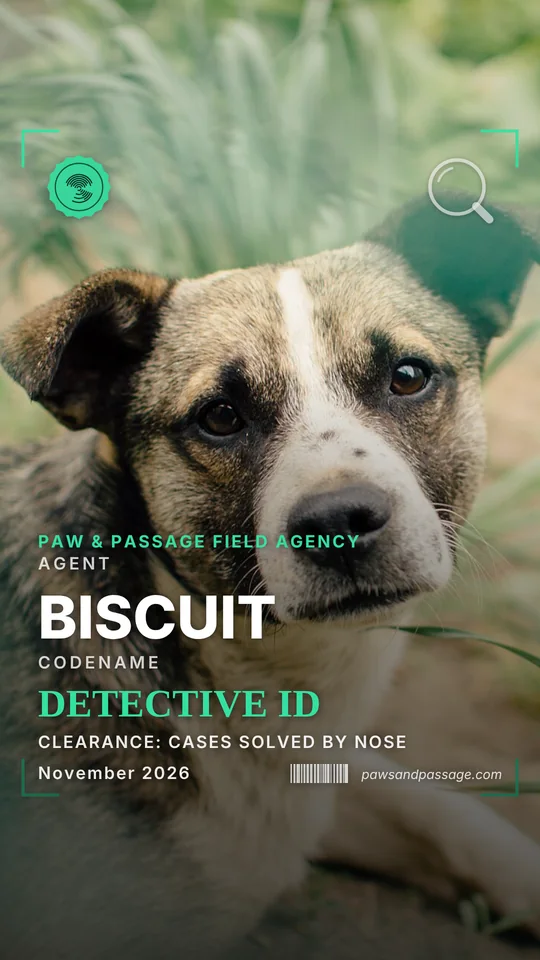 PAW & PASSAGE FIELD AGENCY
AGENT
BISCUIT
CODENAME
DETECTIVE ID
CLEARANCE: CASES SOLVED BY NOSE
November 2026
pawsandpassage.com